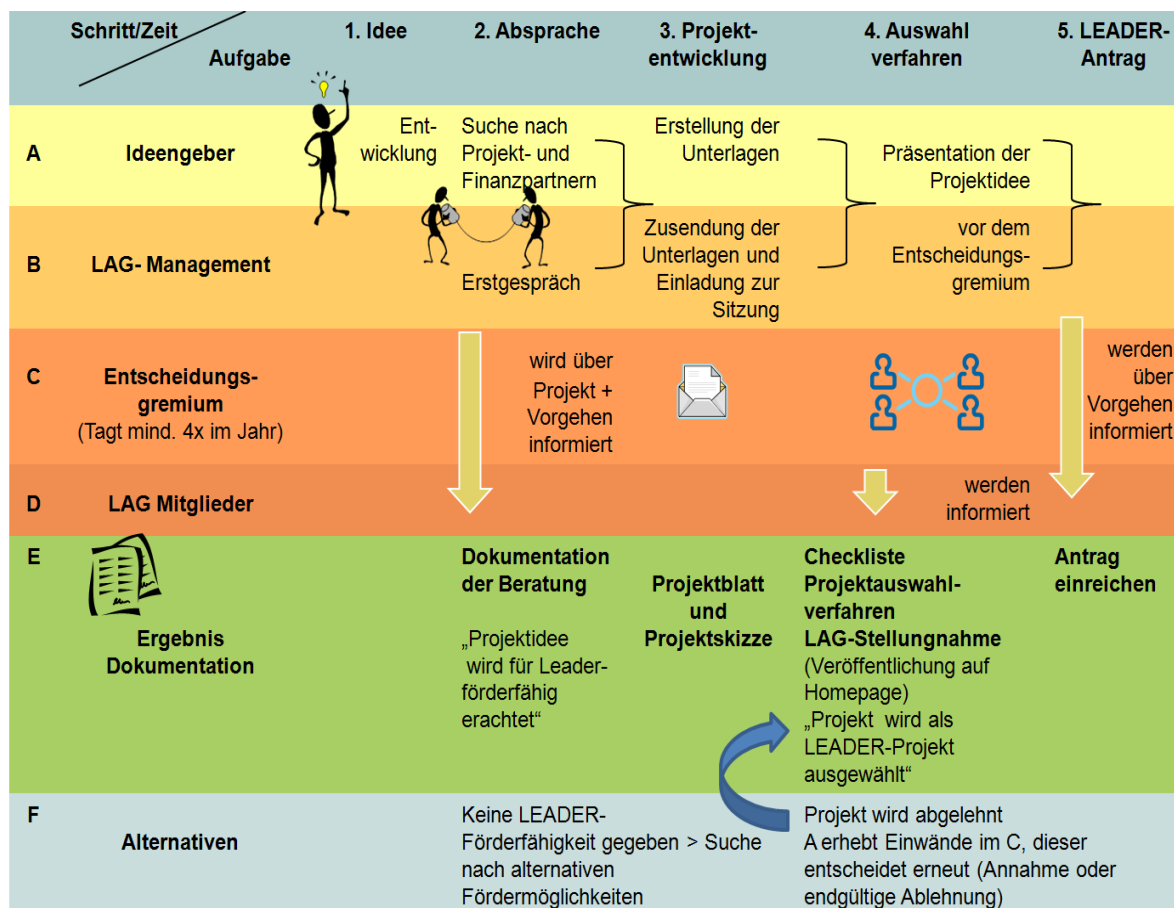 Schritt/Zeit
Aufgabe
1. Idee
2. Absprache
3. Projekt-
entwicklung
4. Auswahl
verfahren
5. LEADER-
Antrag
A
Ideengeber
Ent-
wicklung
Suche nach
Projekt- und
Finanzpartnern
Erstellung der
Unterlagen
Präsentation der
Projektidee
B
LAG- Management
Erstgespräch
Zusendung der
Unterlagen und
Einladung zur
Sitzung
vor dem
Entscheidungs-
gremium
C
Entscheidungs-
gremium
(Tagt mind. 4x im Jahr)
wird über
Projekt +
Vorgehen
informiert
werden
über
Vorgehen
informiert
D
LAG Mitglieder
werden
informiert
E
Ergebnis
Dokumentation
Dokumentation
der Beratung
„Projektidee
wird für Leader-
förderfähig
erachtet“
Projektblatt
und
Projektskizze
Checkliste
Projektauswahl-
verfahren
LAG-Stellungnahme
(Veröffentlichung auf
Homepage)
„Projekt wird als
LEADER-Projekt
ausgewählt“
Antrag
einreichen
F
Alternativen
Keine LEADER-
Förderfähigkeit gegeben > Suche
nach alternativen
Fördermöglichkeiten
Projekt wird abgelehnt
A erhebt Einwände im C, dieser
entscheidet erneut (Annahme oder
endgültige Ablehnung)